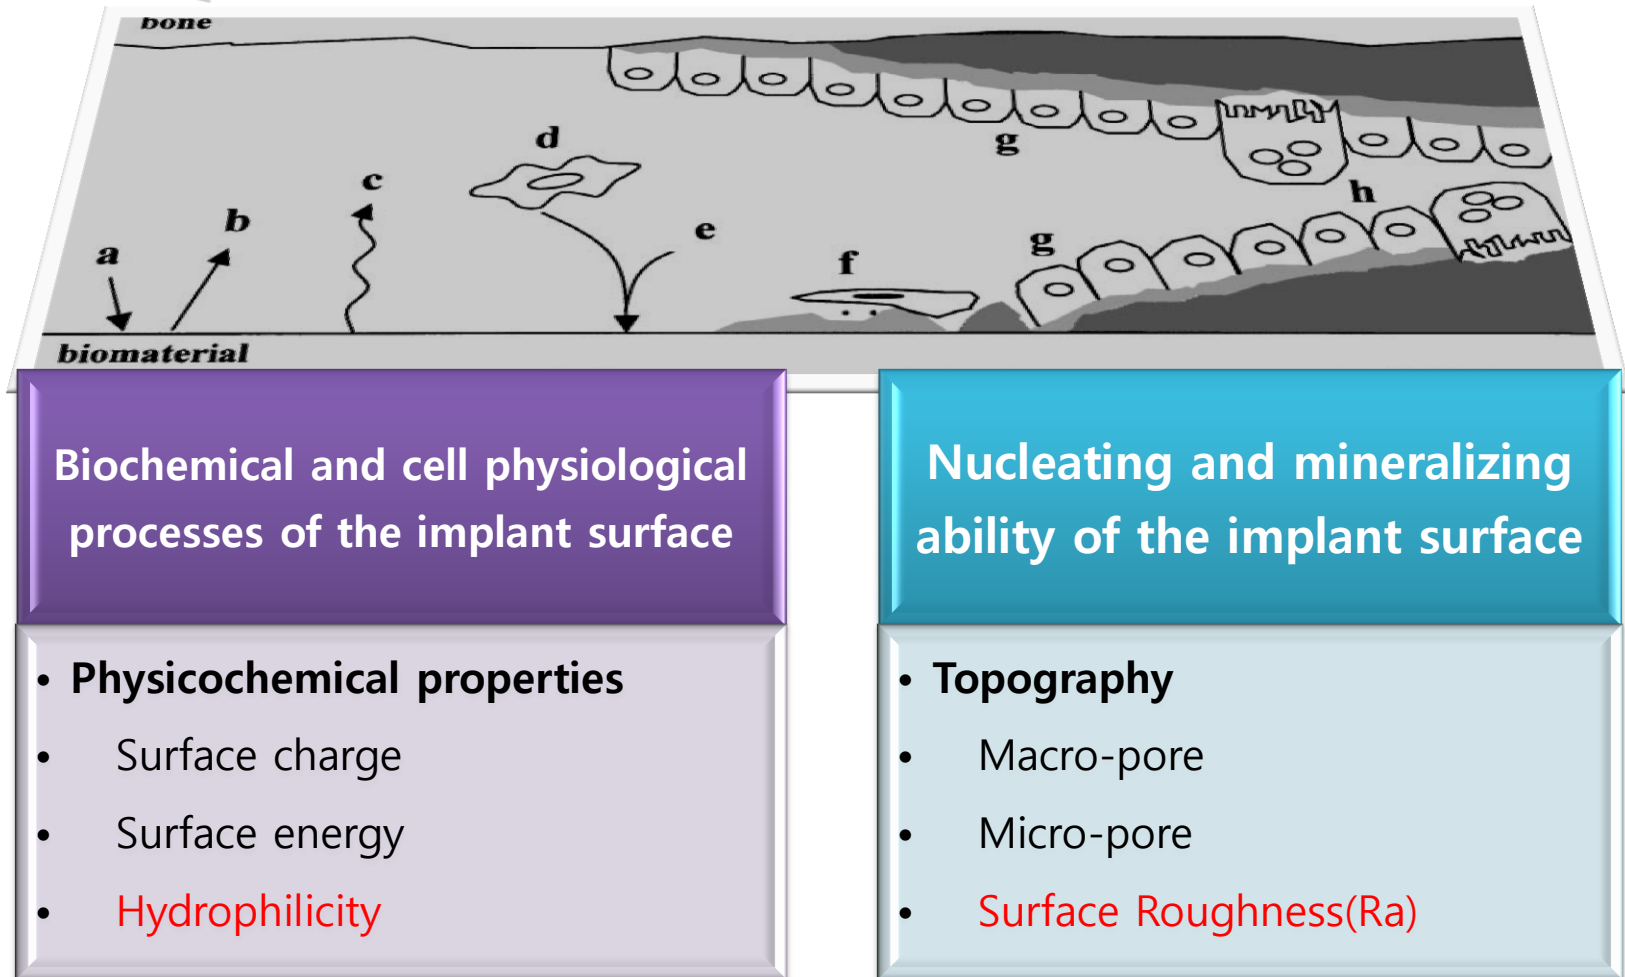 bone
d
g
c
h
b
e
g
a
f
biomaterial
Biochemical and cell physiological
processes of the implant surface
• Physicochemical properties
• Surface charge
• Surface energy
• Hydrophilicity
Nucleating and mineralizing
ability of the implant surface
• Topography
• Macro-pore
• Micro-pore
• Surface Roughness(Ra)